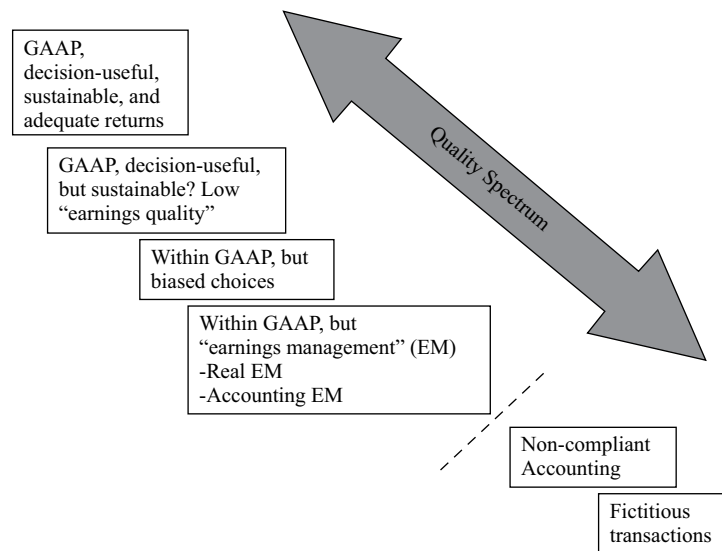 GAAP,
decision-useful,
sustainable, and
adequate returns
GAAP, decision-useful,
but sustainable? Low
“earnings quality”
Within GAAP, but
biased choices
Within GAAP, but
“earnings management” (EM)
-Real EM
-Accounting EM
Quality Spectrum
Non-compliant
Accounting
Fictitious
transactions